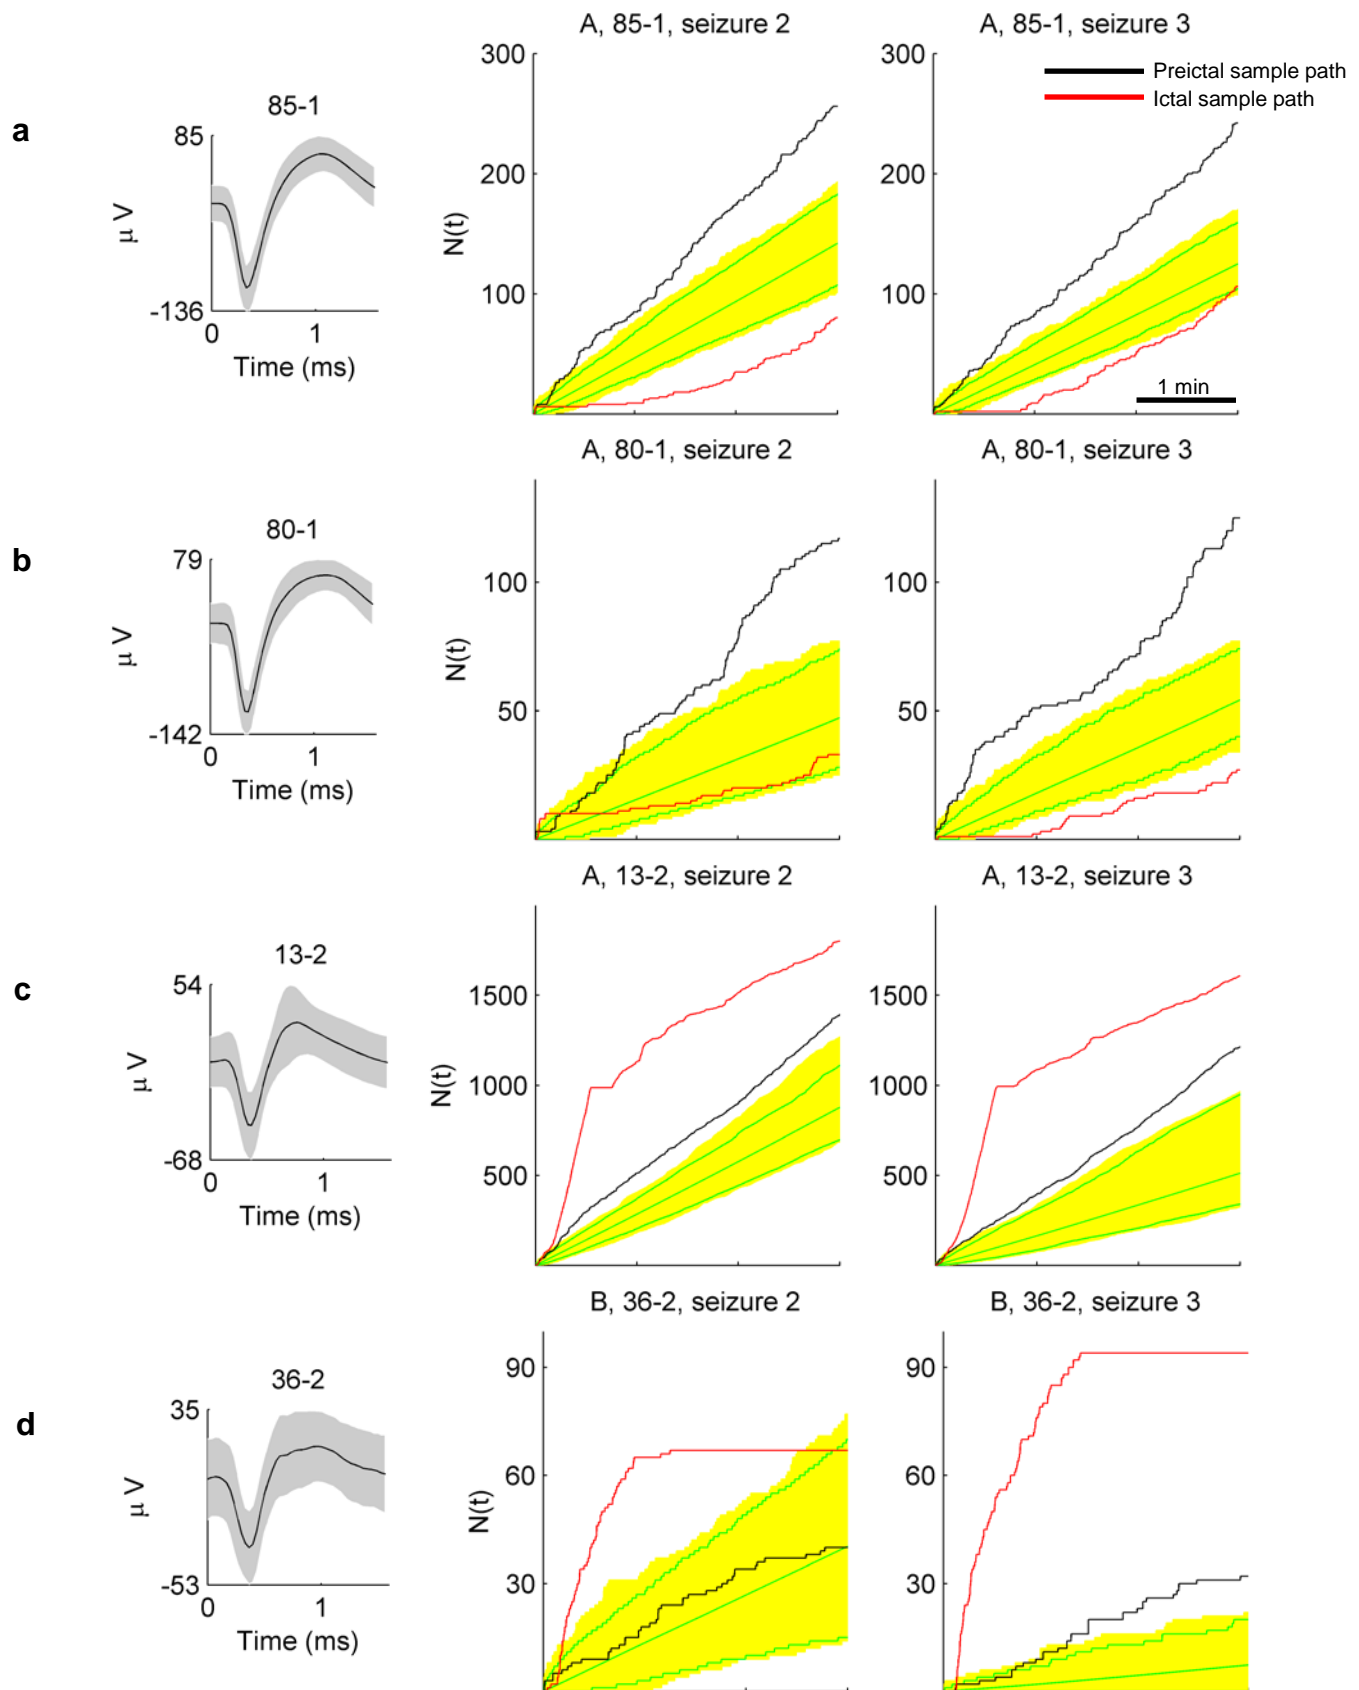 A, 85-1, seizure 2
A, 85-1, seizure 3
Preictal sample path
Ictal sample path
a
85-1
85
-136
μ V
0
1
Time (ms)
300
200
100
N(t)
300
200
100
1 min
A, 80-1, seizure 2
A, 80-1, seizure 3
b
80-1
79
-142
μ V
0
1
Time (ms)
100
50
N(t)
100
50
A, 13-2, seizure 2
A, 13-2, seizure 3
c
13-2
54
-68
μ V
0
1
Time (ms)
1500
1000
500
N(t)
1500
1000
500
B, 36-2, seizure 2
B, 36-2, seizure 3
d
36-2
35
-53
μ V
0
1
Time (ms)
90
60
30
N(t)
90
60
30